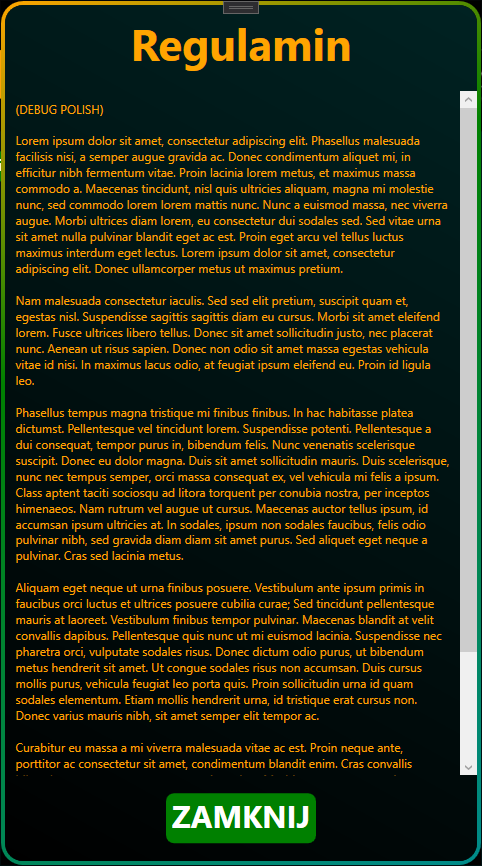 Regulamin
(DEBUG POLISH)
Lorem ipsum dolor sit amet, consectetur adipiscing elit. Phasellus malesuada
facilisis nisi, a semper augue gravida ac. Donec condimentum aliquet mi, in
efficitur nibh fermentum vitae. Proin lacinia lorem metus, et maximus massa
commodo a. Maecenas tincidunt, nisl quis ultricies aliquam, magna mi molestie
nunc, sed commodo lorem lorem mattis nunc. Nunc a euismod massa, nec viverra
augue. Morbi ultrices diam lorem, eu consectetur dui sodales sed. Sed vitae urna
sit amet nulla pulvinar blandit eget ac est. Proin eget arcu vel tellus luctus
maximus interdum eget lectus. Lorem ipsum dolor sit amet, consectetur
adipiscing elit. Donec ullamcorper metus ut maximus pretium.
Nam malesuada consectetur iaculis. Sed sed elit pretium, suscipit quam et,
egestas nisl. Suspendisse sagittis sagittis diam eu cursus. Morbi sit amet eleifend
lorem. Fusce ultrices libero tellus. Donec sit amet sollicitudin justo, nec placerat
nunc. Aenean ut risus sapien. Donec non odio sit amet massa egestas vehicula
vitae id nisi. In maximus lacus odio, at feugiat ipsum eleifend eu. Proin id ligula
leo.
Phasellus tempus magna tristique mi finibus finibus. In hac habitasse platea
dictumst. Pellentesque vel tincidunt lorem. Suspendisse potenti. Pellentesque a
dui consequat, tempor purus in, bibendum felis. Nunc venenatis scelerisque
suscipit. Donec eu dolor magna. Duis sit amet sollicitudin mauris. Duis scelerisque,
nunc nec tempus semper, orci massa consequat ex, vel vehicula mi felis a ipsum.
Class aptent taciti sociosqu ad litora torquent per conubia nostra, per inceptos
himenaeos. Nam rutrum vel augue ut cursus. Maecenas auctor tellus ipsum, id
accumsan ipsum ultricies at. In sodales, ipsum non sodales faucibus, felis odio
pulvinar nibh, sed gravida diam diam sit amet purus. Sed aliquet eget neque a
pulvinar. Cras sed lacinia metus.
Aliquam eget neque ut urna finibus posuere. Vestibulum ante ipsum primis in
faucibus orci luctus et ultrices posuere cubilia curae; Sed tincidunt pellentesque
mauris at laoreet. Vestibulum finibus tempor pulvinar. Maecenas blandit at velit
convallis dapibus. Pellentesque quis nunc ut mi euismod lacinia. Suspendisse nec
pharetra orci, vulputate sodales risus. Donec dictum odio purus, ut bibendum
metus hendrerit sit amet. Ut congue sodales risus non accumsan. Duis cursus
mollis purus, vehicula feugiat leo porta quis. Proin sollicitudin urna id quam
sodales elementum. Etiam mollis hendrerit urna, id tristique erat cursus non.
Donec varius mauris nibh, sit amet semper elit tempor ac.
Curabitur eu massa a mi viverra malesuada vitae ac est. Proin neque ante,
porttitor ac consectetur sit amet, condimentum blandit enim. Cras convallis
ZAMKNIJ